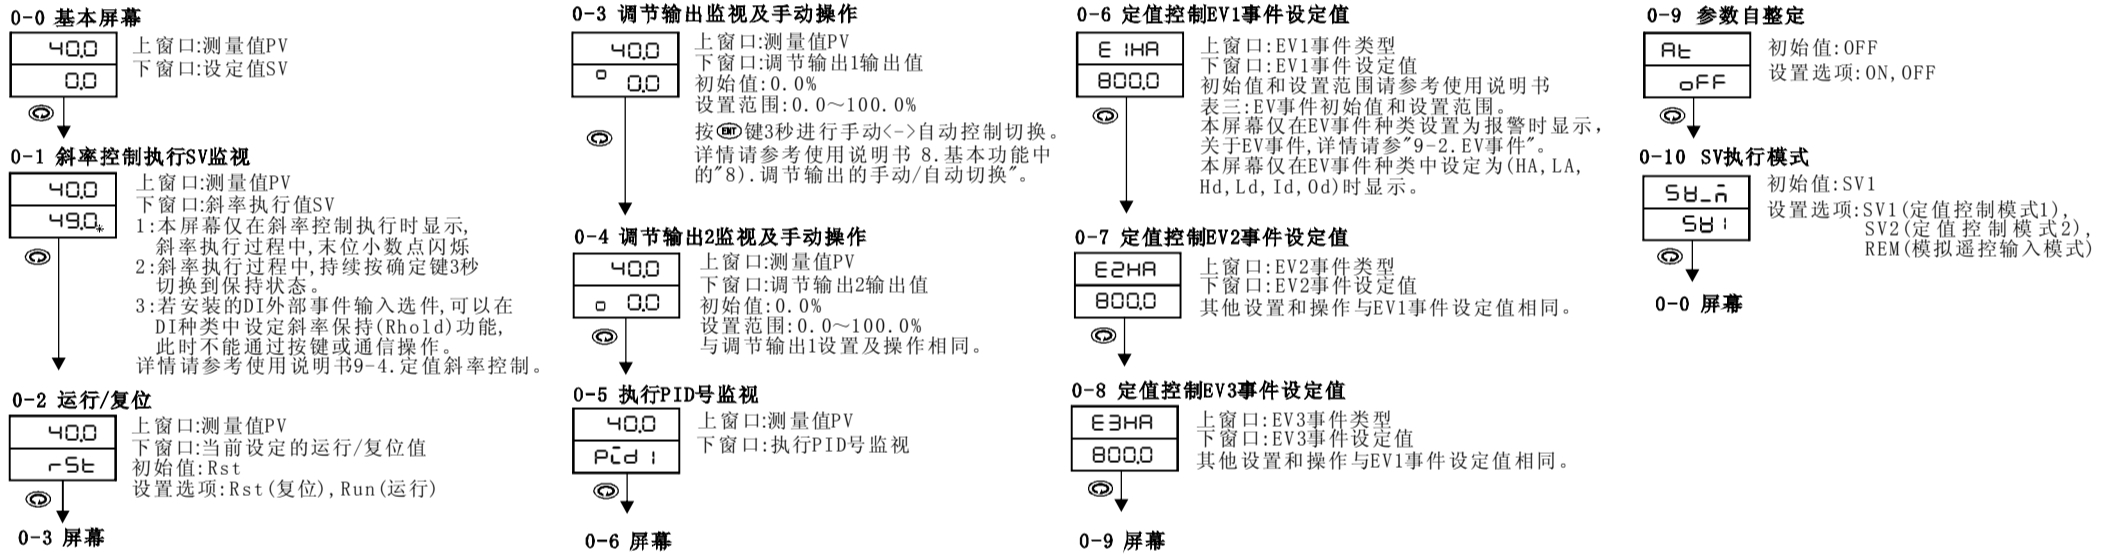 0-0 基本屏幕
40.0
0.0
上窗口:测量值PV
下窗口:设定值SV
0-1 斜率控制执行SV监视
40.0
49.0*
上窗口:测量值PV
下窗口:斜率执行值SV
1:本屏幕仅在斜率控制执行时显示,
斜率执行过程中,末位小数点闪烁
2:斜率执行过程中,持续按确定键3秒
切换到保持状态。
3:若安装的DI外部事件输入选件,可以在
DI种类中设定斜率保持(Rhold)功能,
此时不能通过按键或通信操作。
详情请参考使用说明书9-4.定值斜率控制。
0-2 运行/复位
40.0
rSt
上窗口:测量值PV
下窗口:当前设定的运行/复位值
初始值:Rst
设置选项:Rst(复位),Run(运行)
0-3 屏幕
0-3 调节输出监视及手动操作
40.0
0.0
上窗口:测量值PV
下窗口:调节输出1输出值
初始值:0.0%
设置范围:0.0～100.0%
按ENT键3秒进行手动<->自动控制切换。
详情请参考使用说明书 8.基本功能中
的"8).调节输出的手动/自动切换"。
0-4 调节输出2监视及手动操作
40.0
0.0
上窗口:测量值PV
下窗口:调节输出2输出值
初始值:0.0%
设置范围:0.0～100.0%
与调节输出1设置及操作相同。
0-5 执行PID号监视
40.0
Pid 1
上窗口:测量值PV
下窗口:执行PID号监视
0-6 屏幕
0-6 定值控制EV1事件设定值
E1HA
800.0
上窗口:EV1事件类型
下窗口:EV1事件设定值
初始值和设置范围请参考使用说明书
表三:EV事件初始值和设置范围。
本屏幕仅在EV事件种类设置为报警时显示,
关于EV事件,详情请参"9-2.EV事件"。
本屏幕仅在EV事件种类中设定为(HA,LA,
Hd,Ld,Id,Od)时显示。
0-7 定值控制EV2事件设定值
E2HA
800.0
上窗口:EV2事件类型
下窗口:EV2事件设定值
其他设置和操作与EV1事件设定值相同。
0-8 定值控制EV3事件设定值
E3HA
800.0
上窗口:EV3事件类型
下窗口:EV3事件设定值
其他设置和操作与EV1事件设定值相同。
0-9 屏幕
0-9 参数自整定
At
oFF
初始值:OFF
设置选项:ON,OFF
0-10 SV执行模式
SV_m
SV1
初始值:SV1
设置选项:SV1(定值控制模式1),
SV2(定值控制模式2),
REM(模拟遥控输入模式)
0-0 屏幕